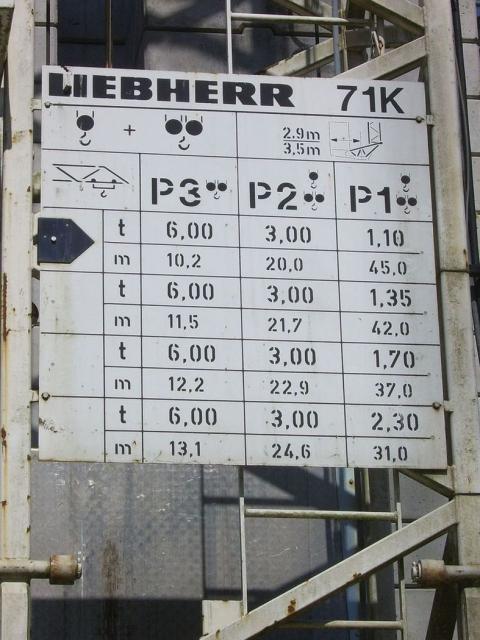 LIEBHERR 71K
+ 2.9m
3,5m
P3 P2 P1
t 6,00 3,00 1,10
m 10,2 20,0 45,0
t 6,00 3,00 1,35
m 11,5 21,7 42,0
t 6,00 3,00 1,70
m 12,2 22,9 37,0
t 6,00 3,00 2,30
m 13,1 24,6 31,0